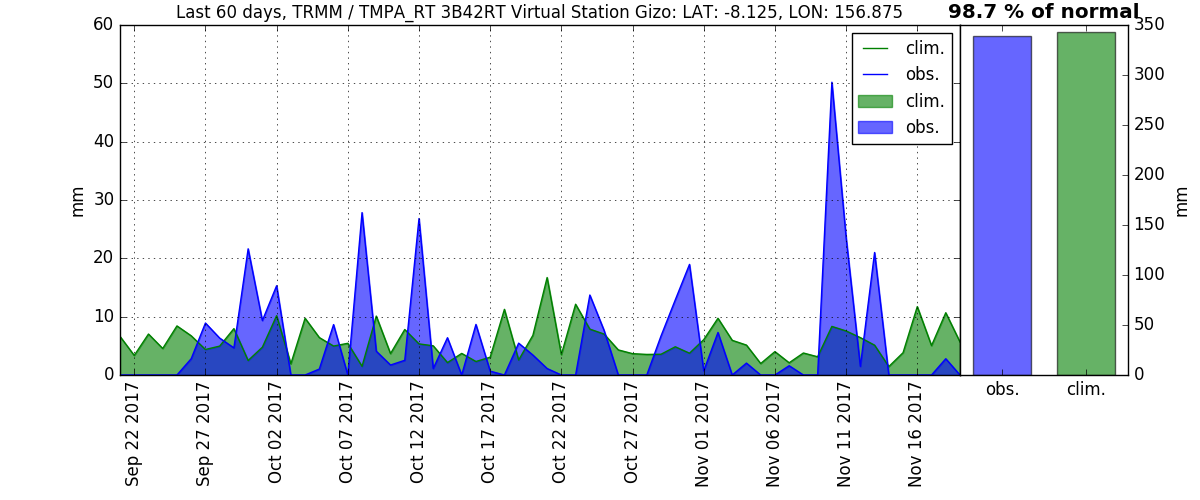 Last 60 days, TRMM / TMPA_RT 3B42RT Virtual Station Gizo: LAT: -8.125, LON: 156.875
98.7 % of normal
60
50
40
30
20
10
0
mm
clim.
obs.
clim.
obs.
350
300
250
200
150
100
50
0
mm
Sep 22 2017
Sep 27 2017
Oct 02 2017
Oct 07 2017
Oct 12 2017
Oct 17 2017
Oct 22 2017
Oct 27 2017
Nov 01 2017
Nov 06 2017
Nov 11 2017
Nov 16 2017
obs.
clim.